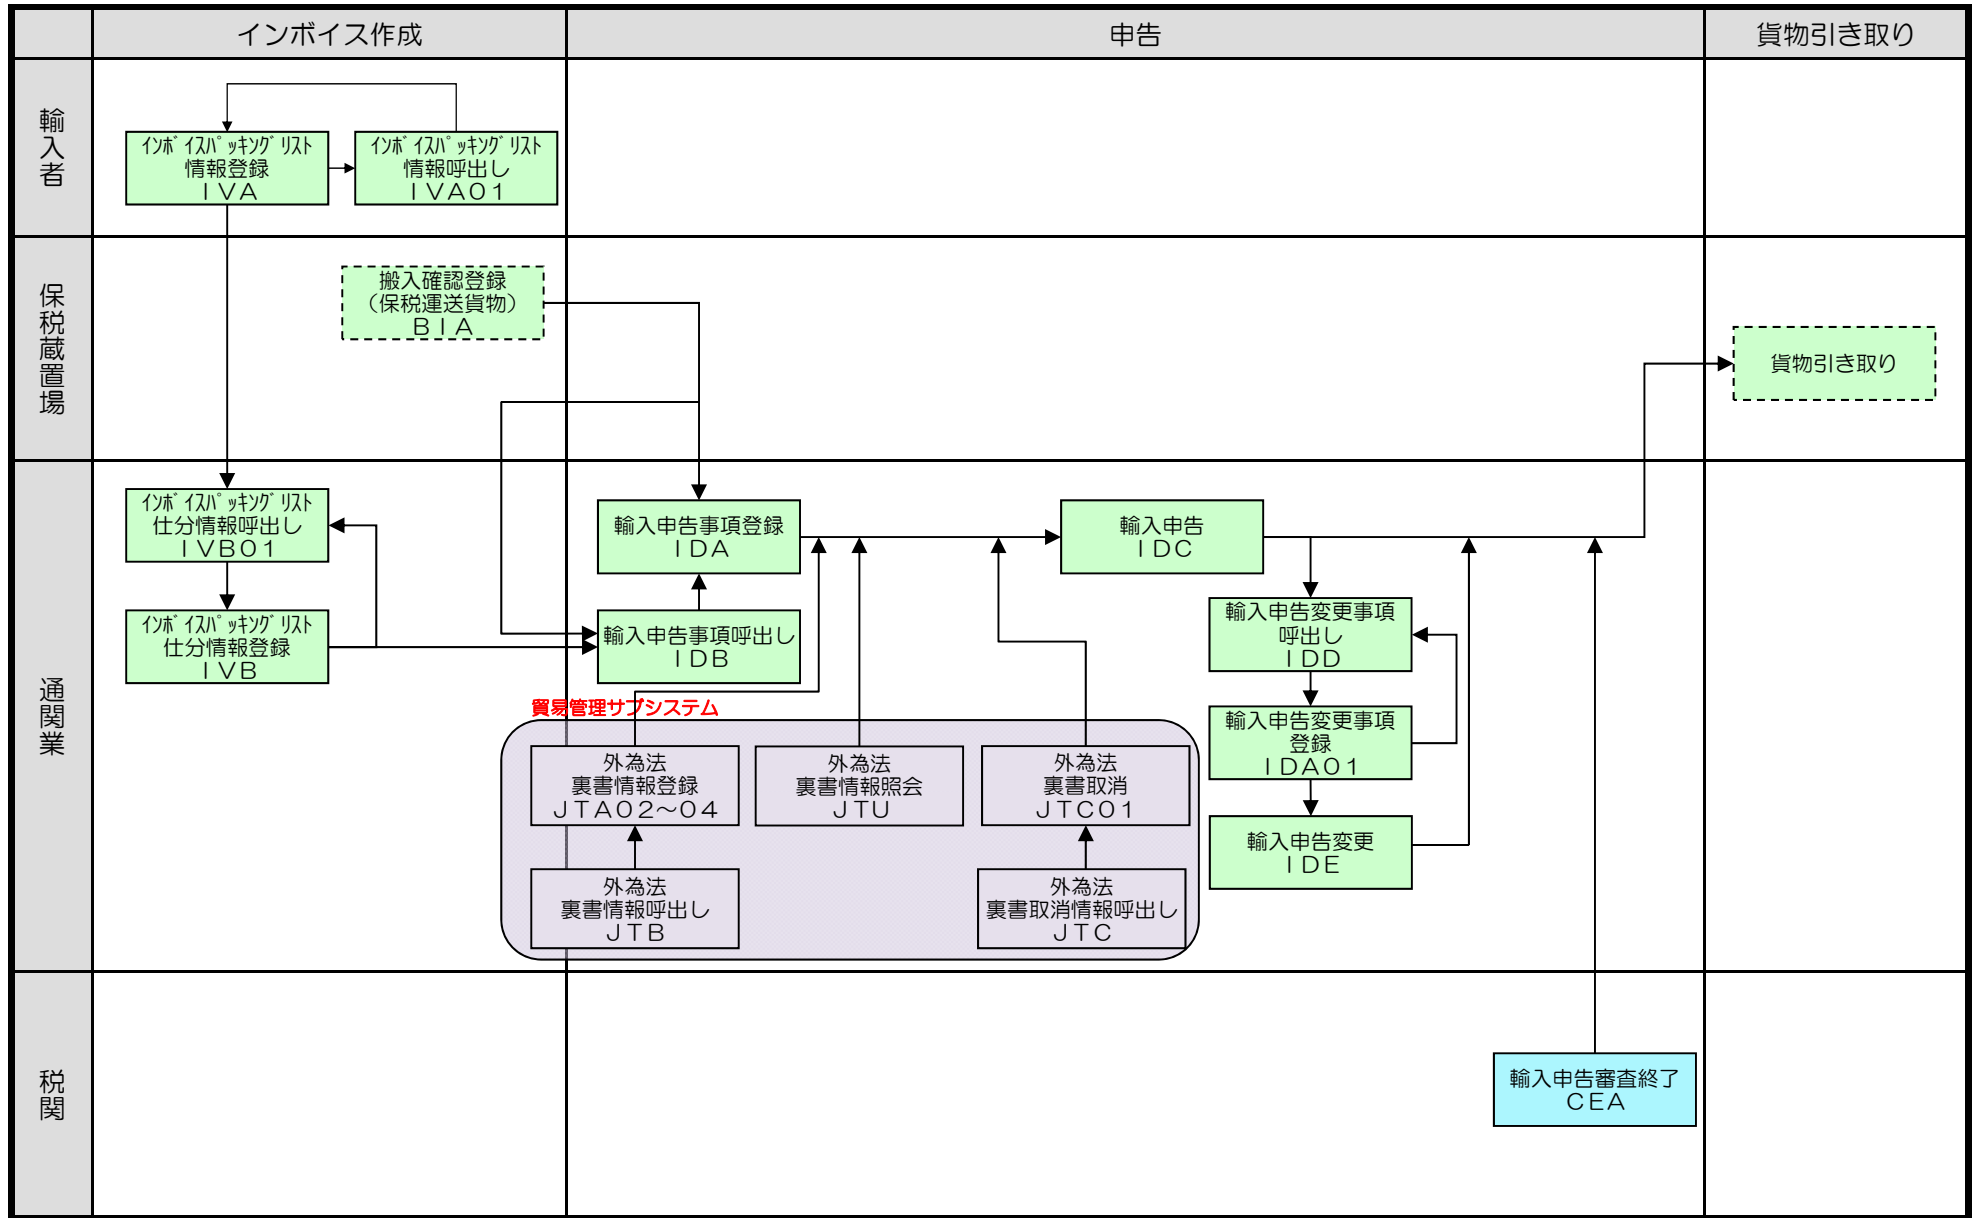 インボイス作成
申告
貨物引き取り
輸入者
ｲﾝﾎﾞｲｽﾊﾟｯｷﾝｸﾞﾘｽﾄ
情報登録
ＩＶＡ
ｲﾝﾎﾞｲｽﾊﾟｯｷﾝｸﾞﾘｽﾄ
情報呼出し
ＩＶＡ０１
保税蔵置場
搬入確認登録
（保税運送貨物）
ＢＩＡ
貨物引き取り
通関業
ｲﾝﾎﾞｲｽﾊﾟｯｷﾝｸﾞﾘｽﾄ
仕分情報呼出し
ＩＶＢ０１
ｲﾝﾎﾞｲｽﾊﾟｯｷﾝｸﾞﾘｽﾄ
仕分情報登録
ＩＶＢ
輸入申告事項登録
ＩＤＡ
輸入申告事項呼出し
ＩＤＢ
輸入申告
ＩＤＣ
輸入申告変更事項
呼出し
ＩＤＤ
輸入申告変更事項
登録
ＩＤＡ０１
輸入申告変更
ＩＤＥ
貿易管理サブシステム
外為法
裏書情報登録
ＪＴＡ０２～０４
外為法
裏書情報照会
ＪＴＵ
外為法
裏書取消
ＪＴＣ０１
外為法
裏書情報呼出し
ＪＴＢ
外為法
裏書取消情報呼出し
ＪＴＣ
税関
輸入申告審査終了
ＣＥＡ